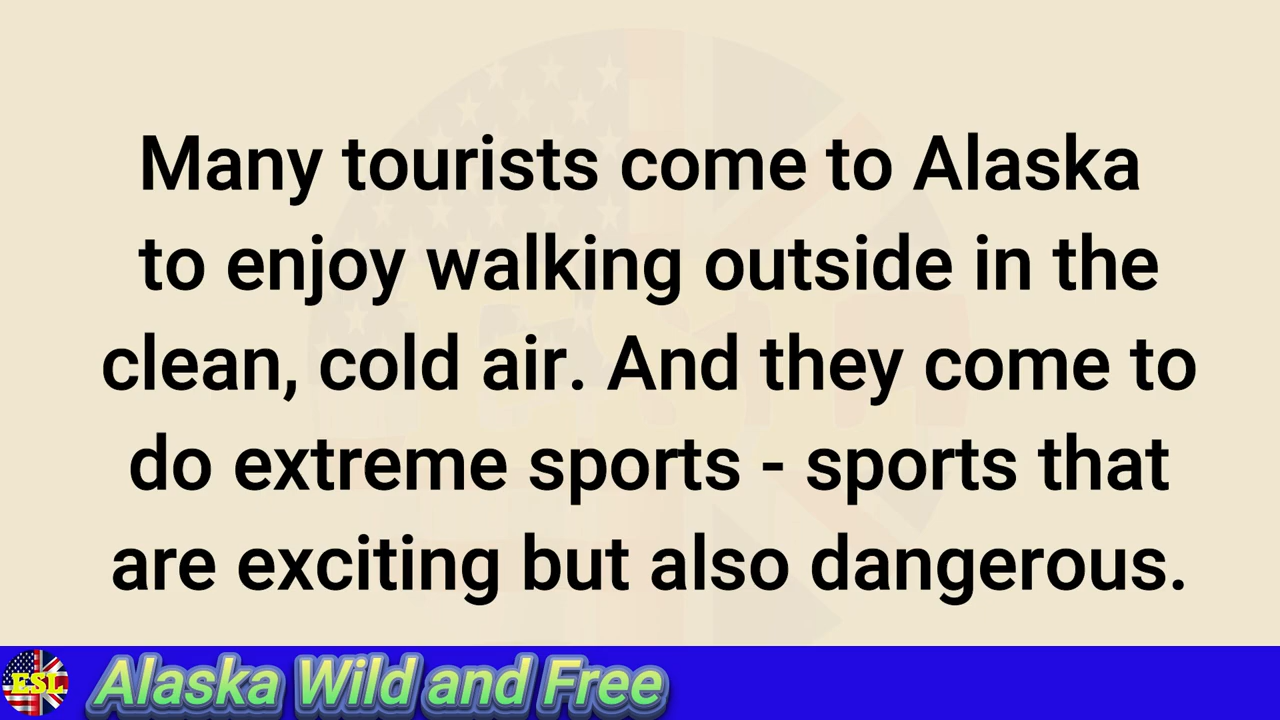 Many tourists come to Alaska
to enjoy walking outside in the
clean, cold air. And they come to
do extreme sports - sports that
are exciting but also dangerous.
ESL
Alaska Wild and Free